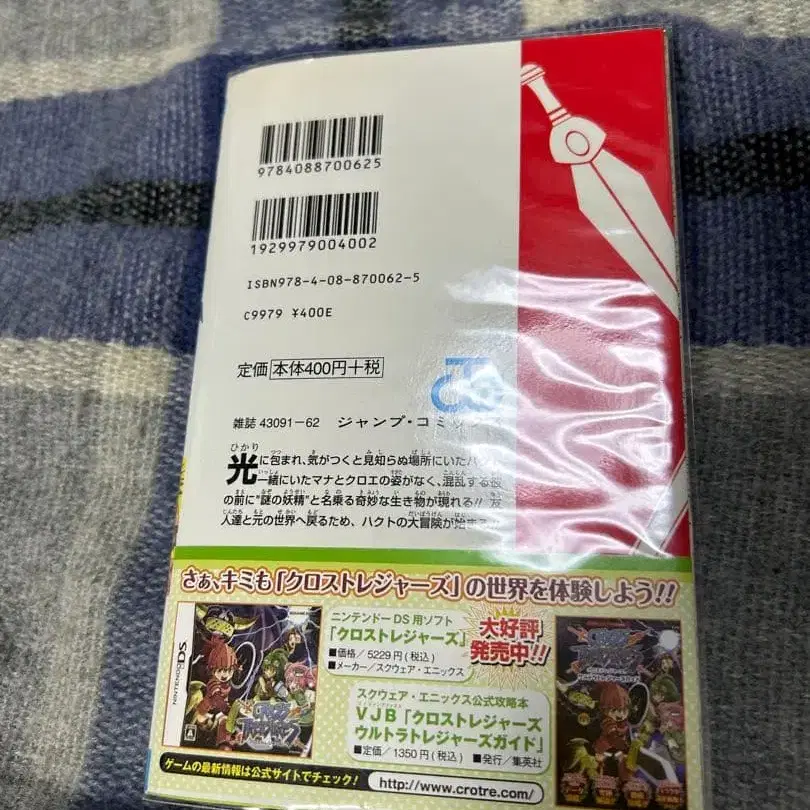 9784088700625
1929979004002
ISBN978-4-08-870062-5
C9979 ¥400E
定価 本体400円+税
雑誌 43091-62 ジャンプ・コミックス
光に包まれ、気がつくと見知らぬ場所にいたハク
一緒にいたマナとクロエの姿がなく、混乱する彼
の前に"謎の妖精"と名乗る奇妙な生き物が現れる!! 友
人達と元の世界へ戻るため、ハクトの大冒険が始まる
さぁ、キミも「クロストレジャーズ」の世界を体験しよう!!
ニンテンドーDS用ソフト
「クロストレジャーズ」
■価格/5229円(税込)
■メーカー/スクウェア・エニックス
大好評
発売中!!
スクウェア・エニックス公式攻略本
VJB「クロストレジャーズ
ウルトラトレジャーズガイド」
■定価/1350円(税込) ■発行/集英社
NINTENDO DS
SQUARE ENIX
A
ゲームの最新情報は公式サイトでチェック!
http://www.crotre.com/